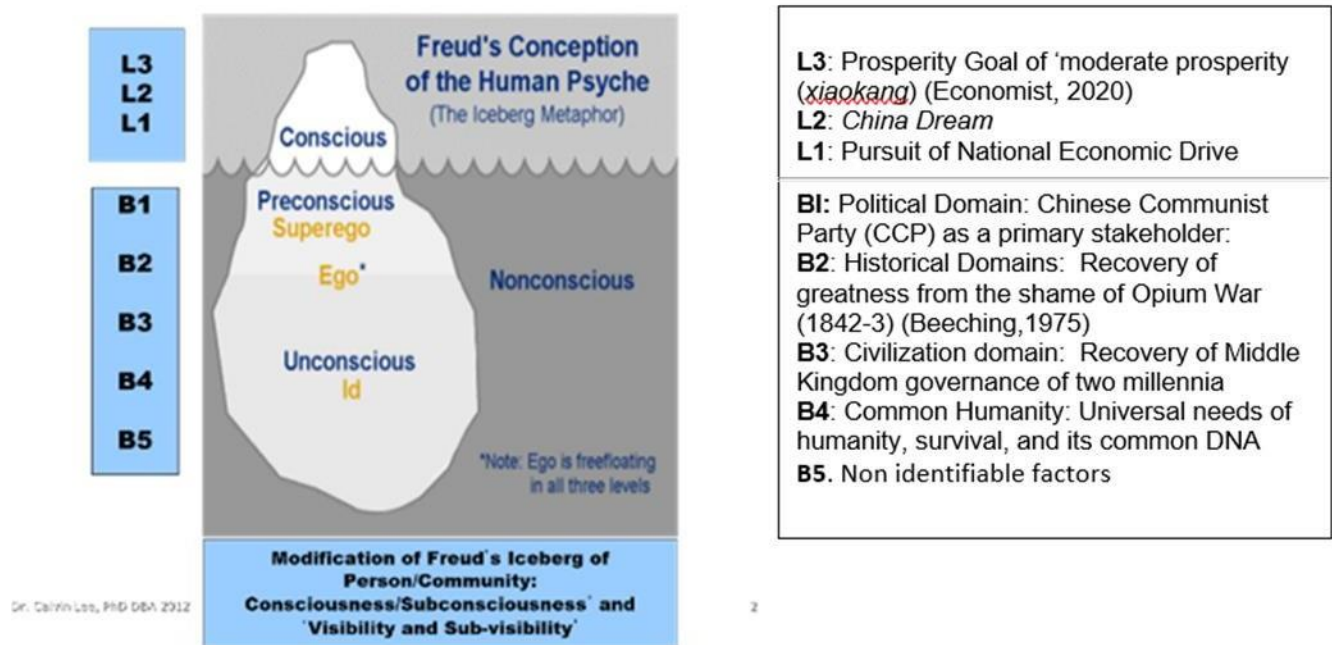 L3
L2
L1
B1
B2
B3
B4
B5
Freud's Conception
of the Human Psyche
(The Iceberg Metaphor)
Conscious
Preconscious
Superego
Ego*
Nonconscious
Unconscious
Id
*Note: Ego is freefloating
in all three levels
Modification of Freud's Iceberg of
Person/Community:
Consciousness/Subconsciousness' and
'Visibility and Sub-visibility'
Dr. Calvin Lee, PhD DBA 2012
2
L3: Prosperity Goal of ‘moderate prosperity
(xiaokang) (Economist, 2020)
L2: China Dream
L1: Pursuit of National Economic Drive
BI: Political Domain: Chinese Communist
Party (CCP) as a primary stakeholder:
B2: Historical Domains: Recovery of
greatness from the shame of Opium War
(1842-3) (Beeching,1975)
B3: Civilization domain: Recovery of Middle
Kingdom governance of two millennia
B4: Common Humanity: Universal needs of
humanity, survival, and its common DNA
B5. Non identifiable factors